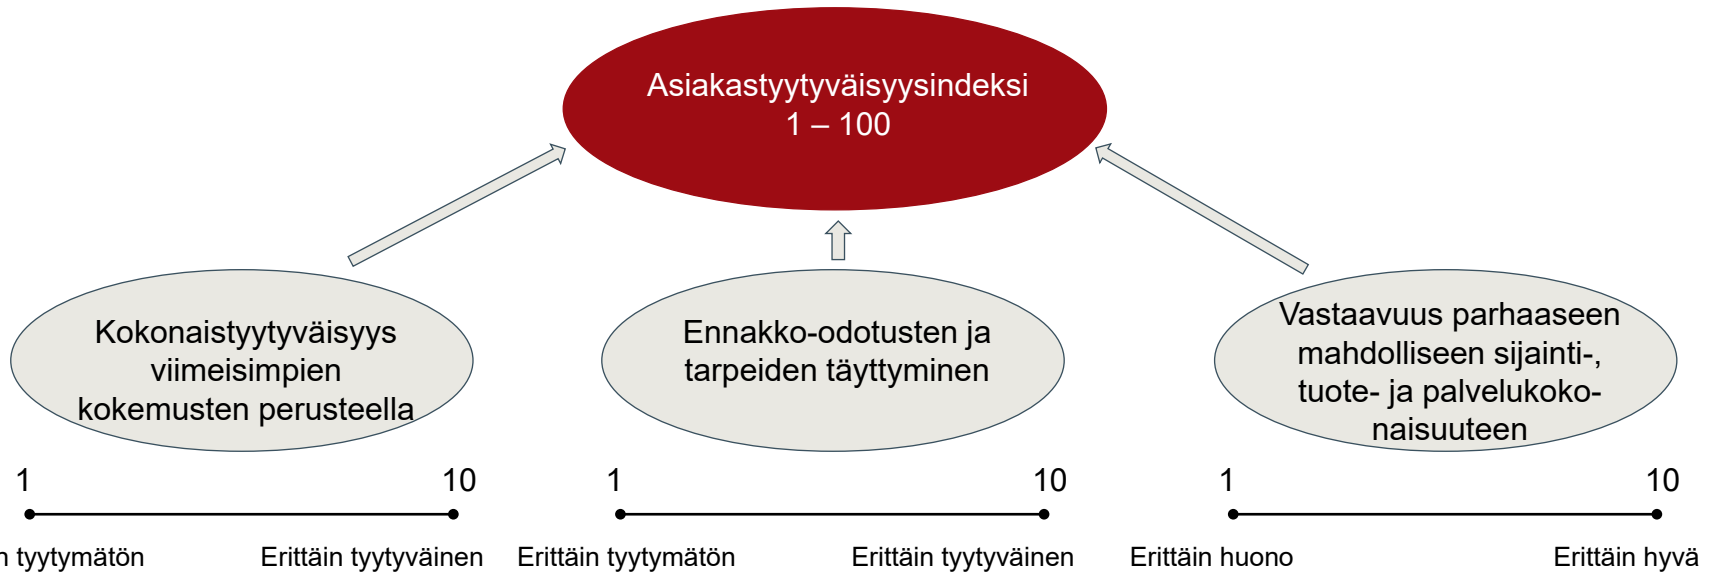 Asiakastyytyväisyysindeksi
1 – 100
Kokonaistyytyväisyys
viimeisimpien
kokemusten perusteella
Ennakko-odotusten ja
tarpeiden täyttyminen
Vastaavuus parhaaseen
mahdolliseen sijainti-,
tuote- ja palvelukoko-
naisuuteen
1 10
1 10
1 10
n tyytymätön Erittäin tyytyväinen
Erittäin tyytymätön Erittäin tyytyväinen
Erittäin huono Erittäin hyvä